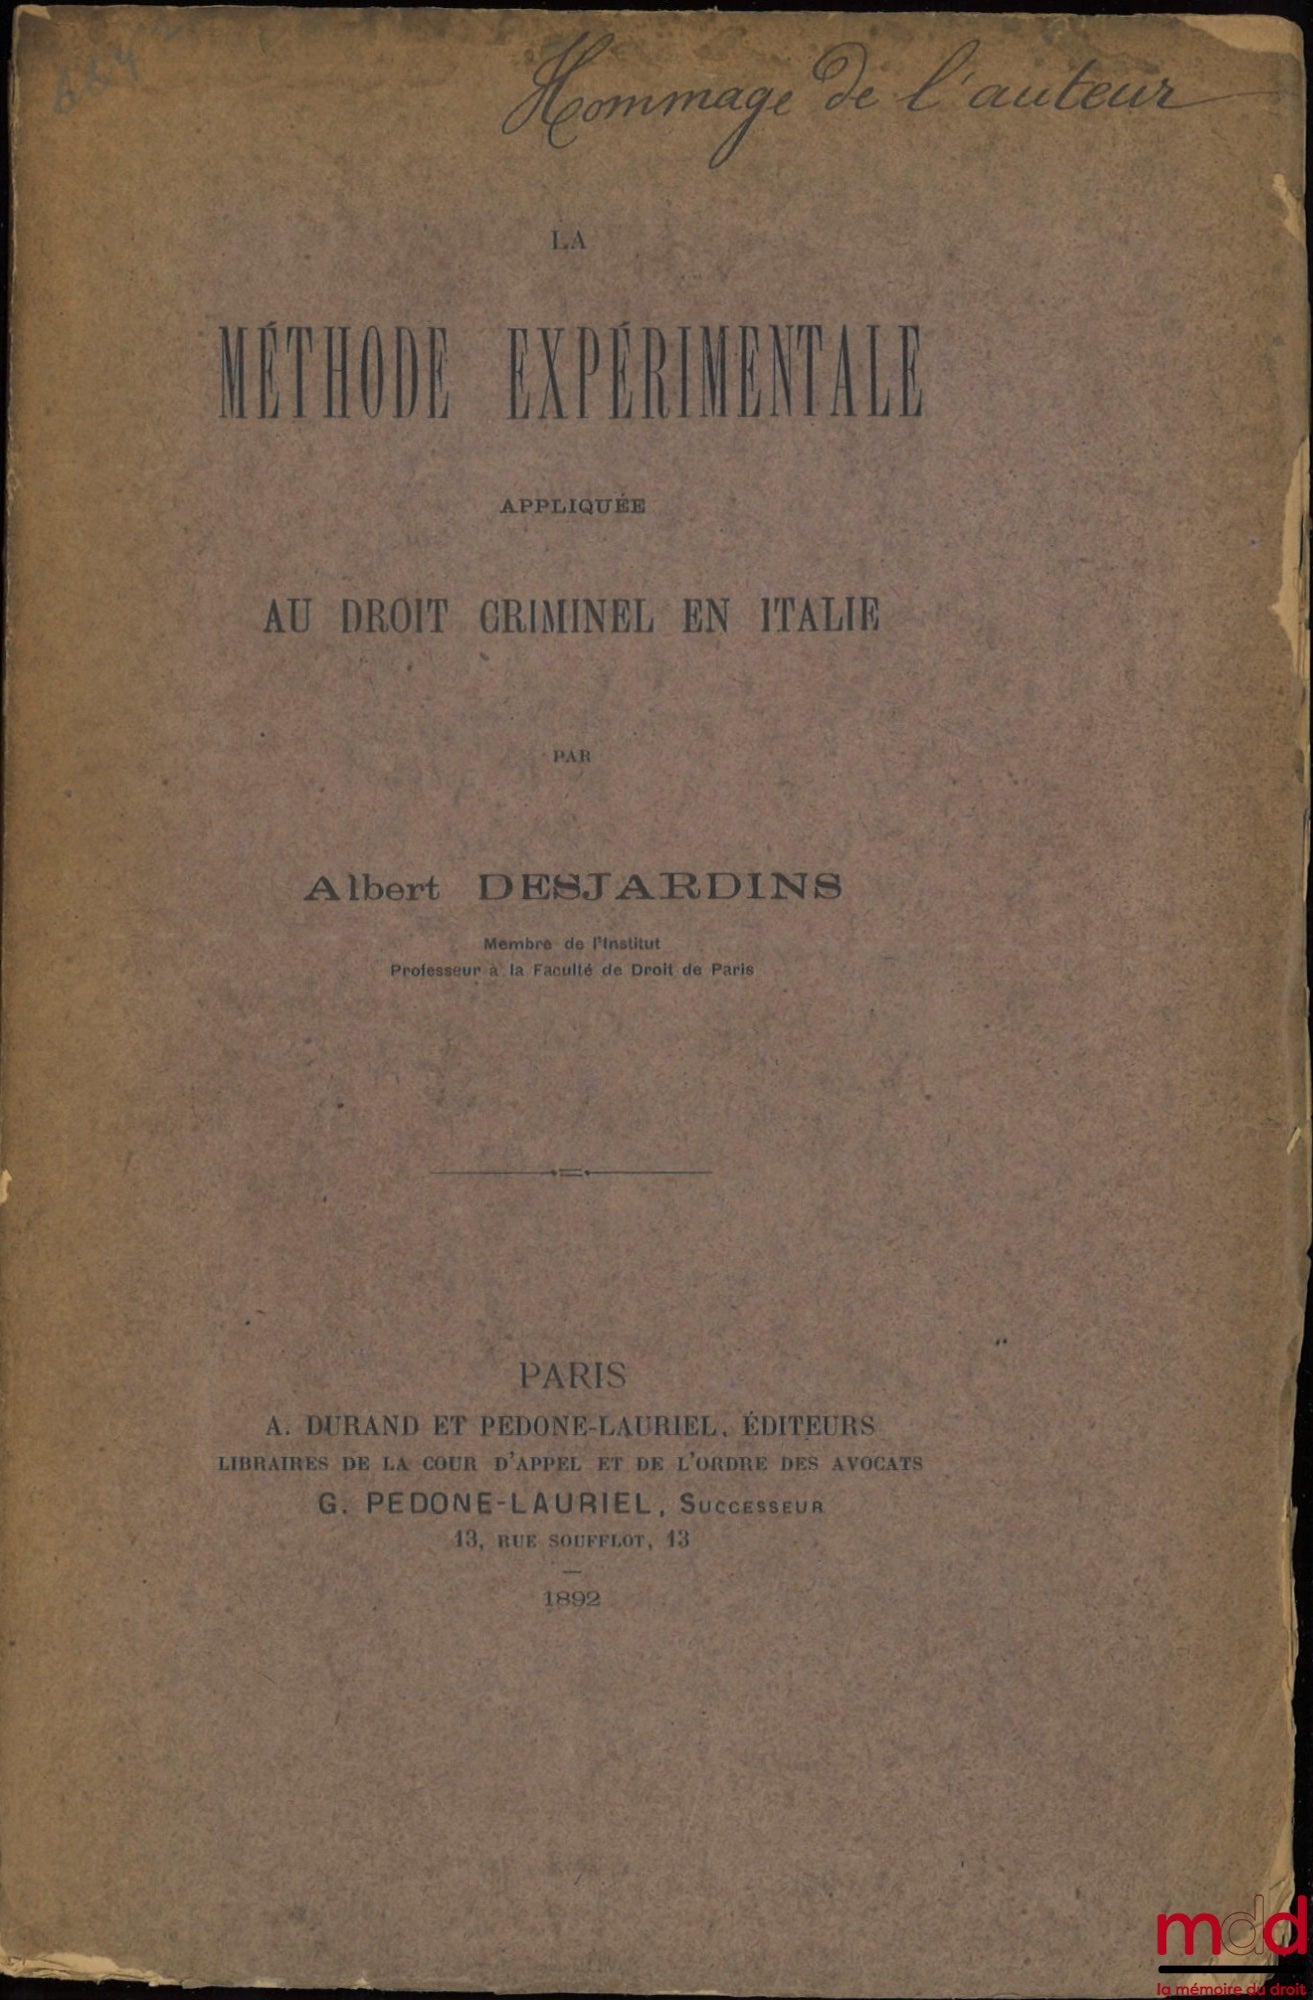 Hommage de l'auteur
LA
MÉTHODE EXPÉRIMENTALE
APPLIQUÉE
AU DROIT CRIMINEL EN ITALIE
PAR
Albert DESJARDINS
Membre de l'Institut
Professeur à la Faculté de Droit de Paris
PARIS
A. DURAND ET PEDONE-LAURIEL, ÉDITEURS
LIBRAIRES DE LA COUR D'APPEL ET DE L'ORDRE DES AVOCATS
G. PEDONE-LAURIEL, SUCCESSEUR
13, RUE SOUFFLOT, 13
1892
mdd
la mémoire du droit